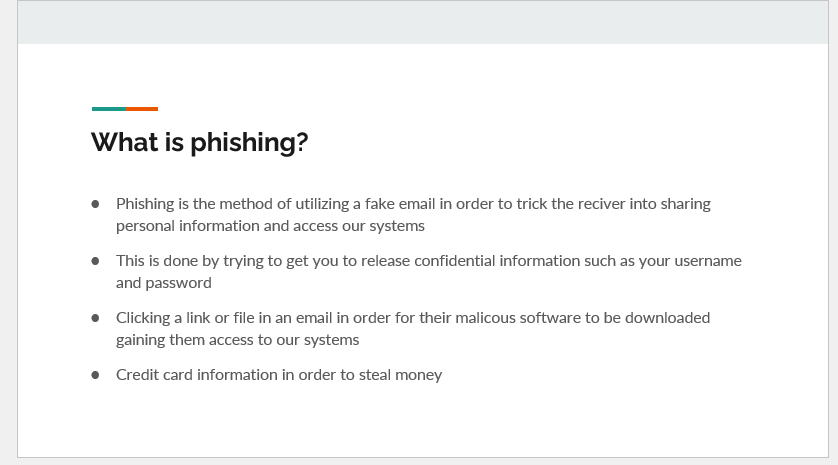 What is phishing?
● Phishing is the method of utilizing a fake email in order to trick the reciver into sharing
personal information and access our systems
● This is done by trying to get you to release confidential information such as your username
and password
● Clicking a link or file in an email in order for their malicous software to be downloaded
gaining them access to our systems
● Credit card information in order to steal money